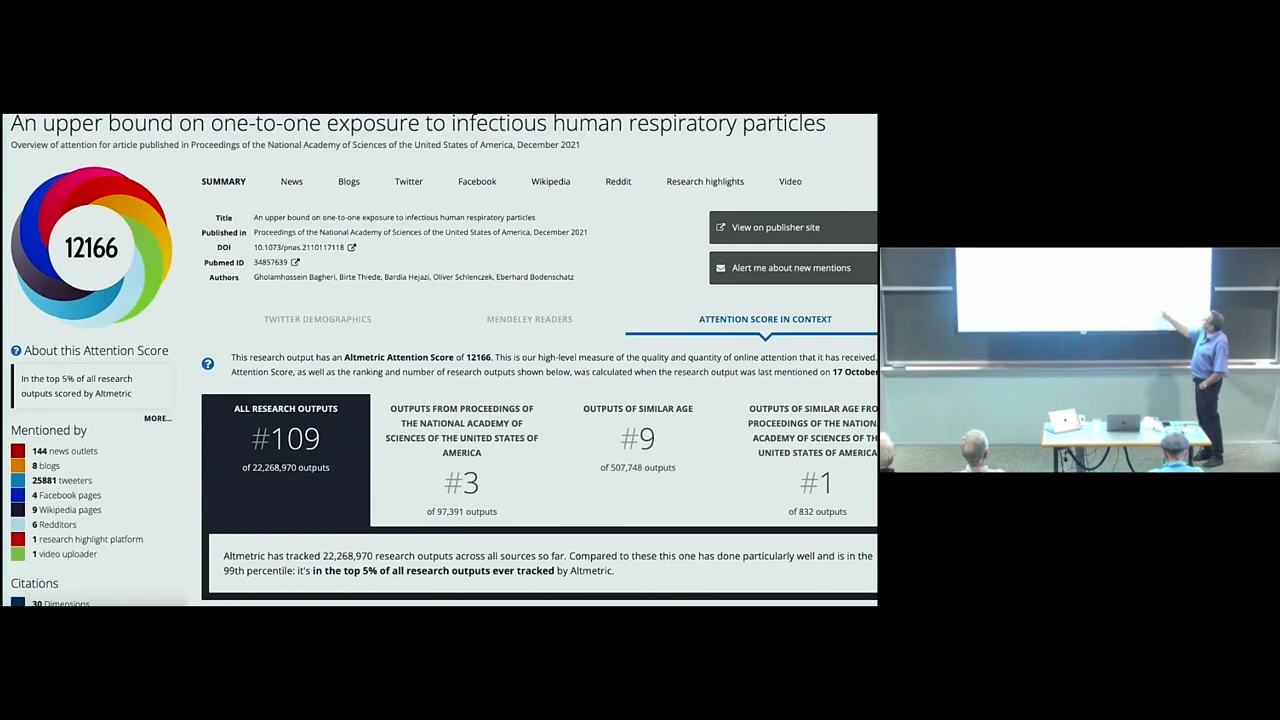 An upper bound on one-to-one exposure to infectious human respiratory particles
Overview of attention for article published in Proceedings of the National Academy of Sciences of the United States of America, December 2021
12166
SUMMARY News Blogs Twitter Facebook Wikipedia Reddit Research highlights Video
Title An upper bound on one-to-one exposure to infectious human respiratory particles
Published in Proceedings of the National Academy of Sciences of the United States of America, December 2021
DOI 10.1073/pnas.2110117118
Pubmed ID 34857639
Authors Gholamhossein Bagheri, Birte Thiede, Bardia Hejazi, Oliver Schlenczek, Eberhard Bodenschatz
View on publisher site
Alert me about new mentions
TWITTER DEMOGRAPHICS MENDELEY READERS ATTENTION SCORE IN CONTEXT
? About this Attention Score
In the top 5% of all research
outputs scored by Altmetric
MORE...
Mentioned by
144 news outlets
8 blogs
25881 tweeters
4 Facebook pages
9 Wikipedia pages
6 Redditors
1 research highlight platform
1 video uploader
Citations
30 Dimensions
? This research output has an Altmetric Attention Score of 12166. This is our high-level measure of the quality and quantity of online attention that it has received.
Attention Score, as well as the ranking and number of research outputs shown below, was calculated when the research output was last mentioned on 17 October
ALL RESEARCH OUTPUTS
#109
of 22,268,970 outputs
OUTPUTS FROM PROCEEDINGS OF
THE NATIONAL ACADEMY OF
SCIENCES OF THE UNITED STATES OF
AMERICA
#3
of 97,391 outputs
OUTPUTS OF SIMILAR AGE
#9
of 507,748 outputs
OUTPUTS OF SIMILAR AGE FRO
PROCEEDINGS OF THE NATION
ACADEMY OF SCIENCES OF TH
UNITED STATES OF AMERICA
#1
of 832 outputs
Altmetric has tracked 22,268,970 research outputs across all sources so far. Compared to these this one has done particularly well and is in the
99th percentile: it's in the top 5% of all research outputs ever tracked by Altmetric.